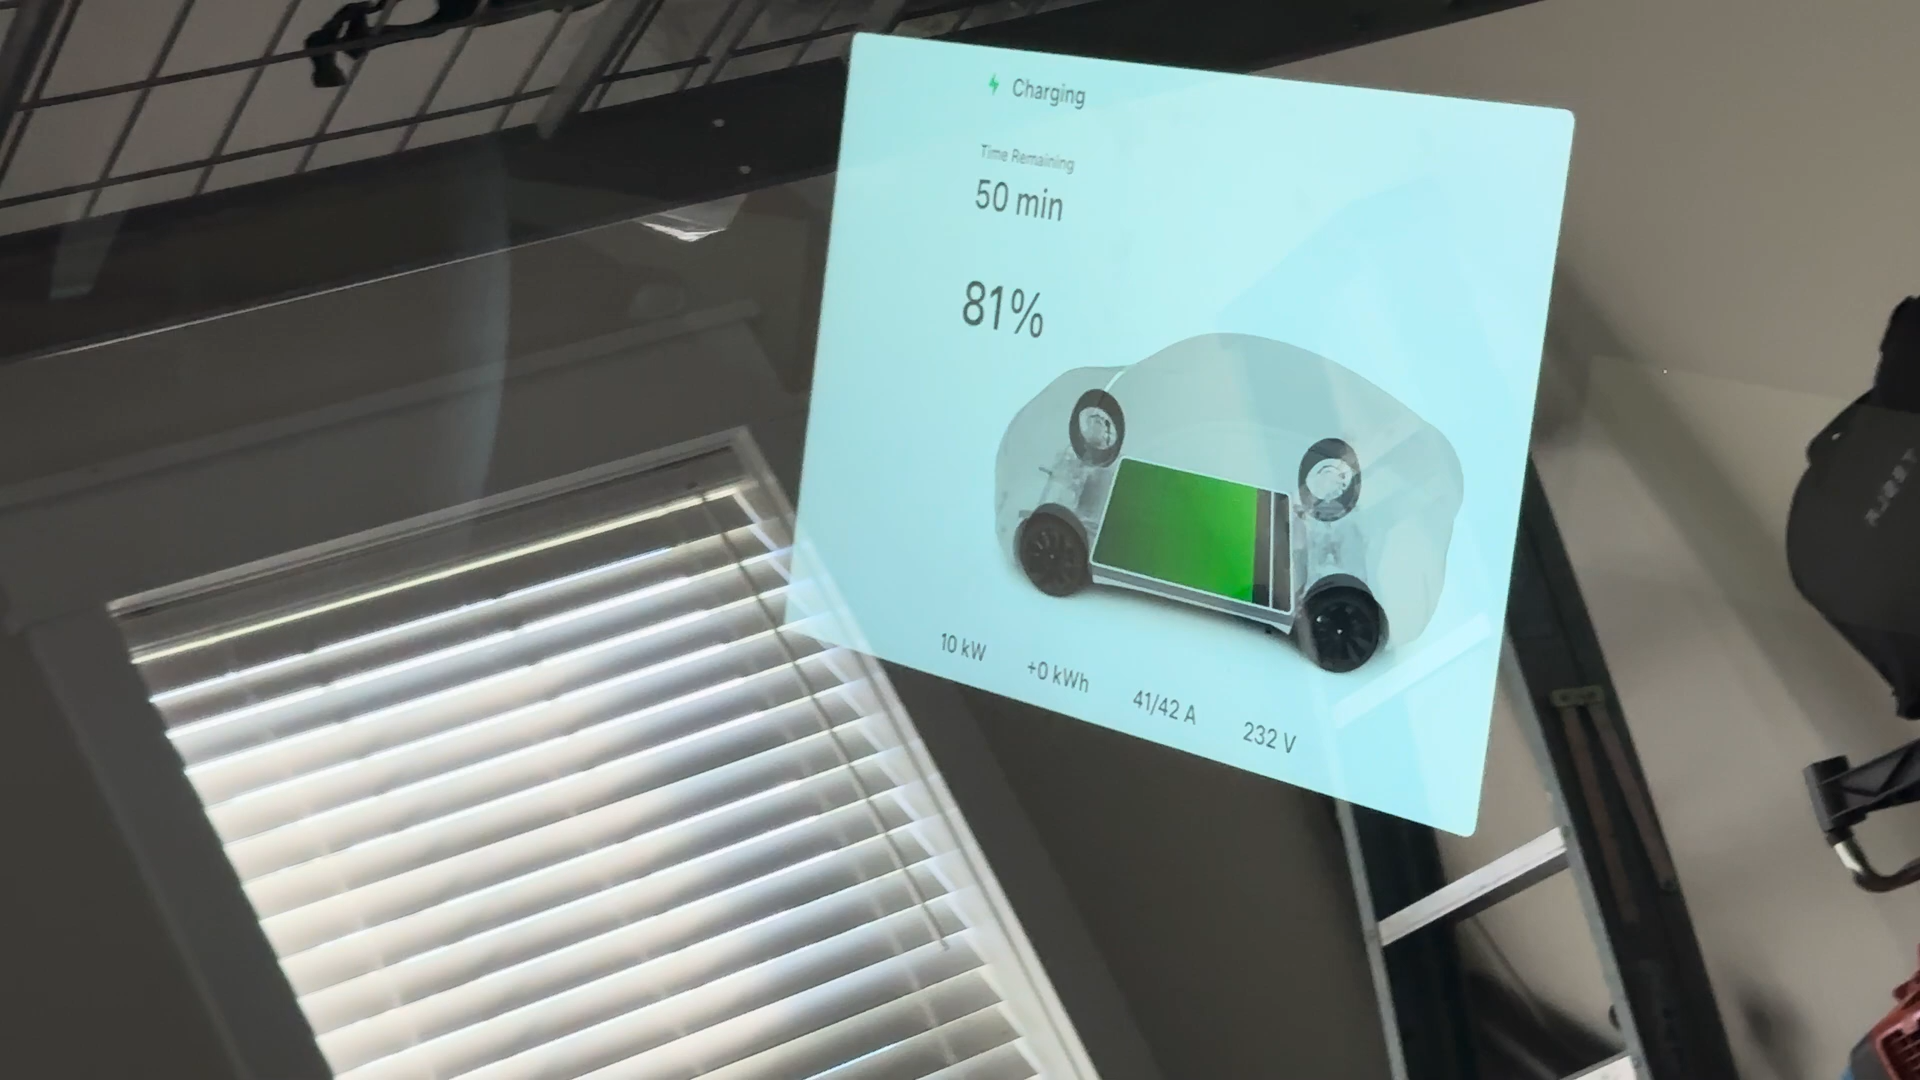 Charging
Time Remaining
50 min
81%
10 kW +0 kWh 41/42 A 232 V